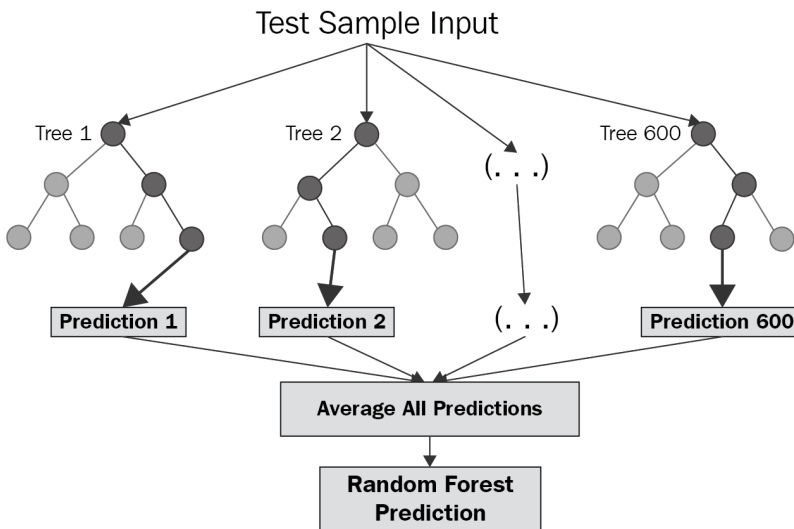 Test Sample Input
Tree 1
Tree 2
(. . .)
Tree 600
Prediction 1
Prediction 2
(. . .)
Prediction 600
Average All Predictions
Random Forest
Prediction